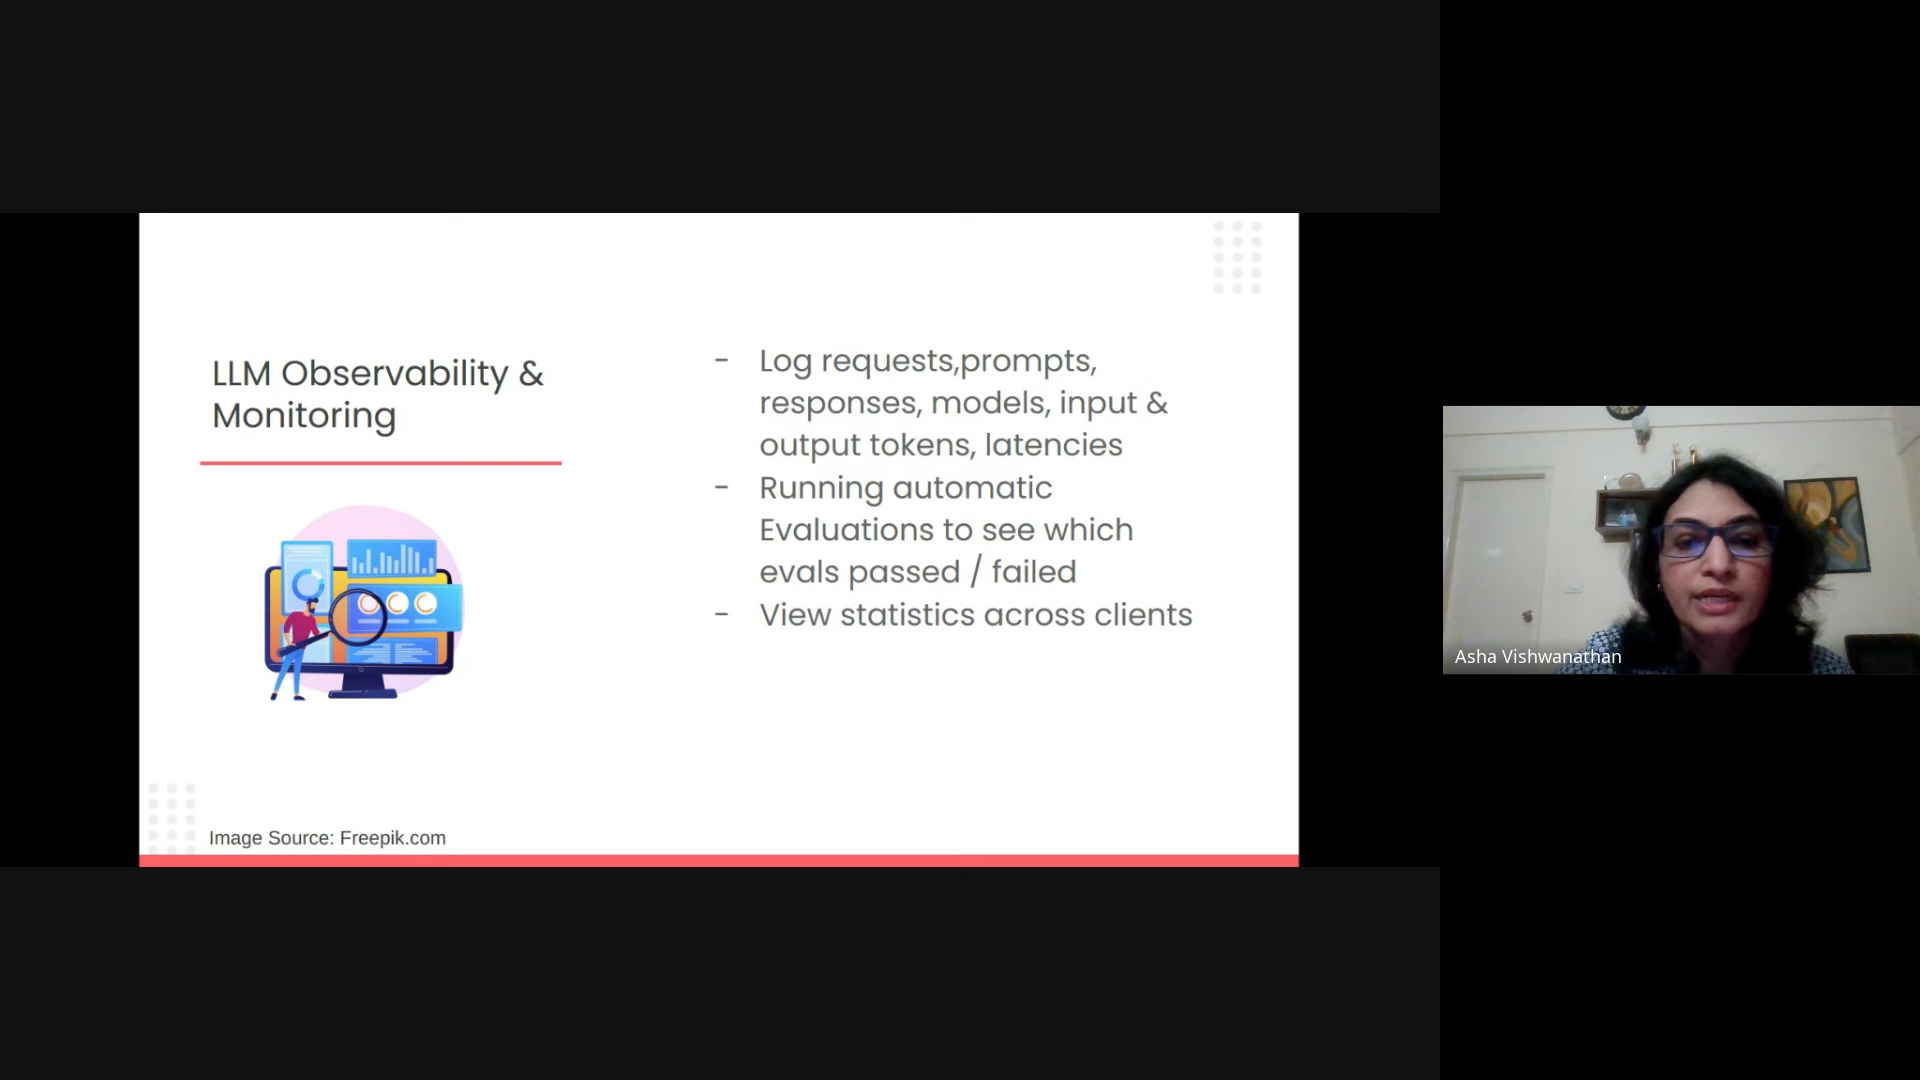 LLM Observability &
Monitoring
- Log requests,prompts,
responses, models, input &
output tokens, latencies
- Running automatic
Evaluations to see which
evals passed / failed
- View statistics across clients
Image Source: Freepik.com
Asha Vishwanathan